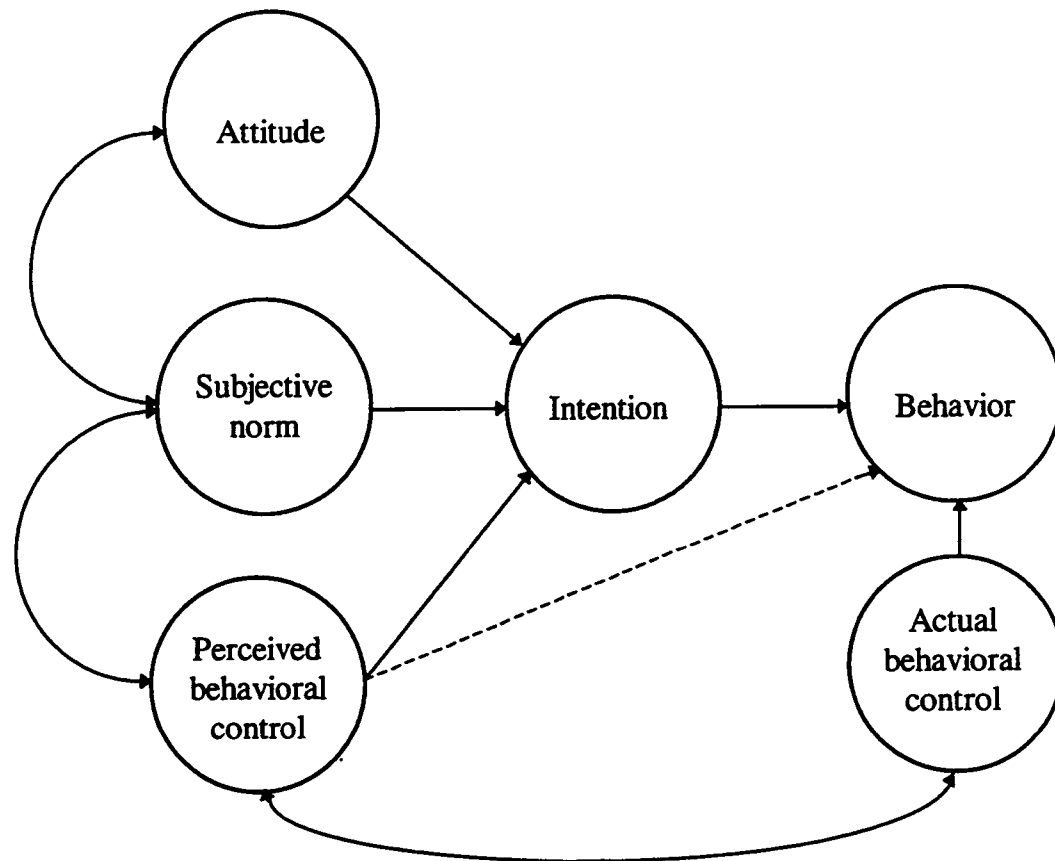 Attitude
Subjective
norm
Intention
Behavior
Perceived
behavioral
control
Actual
behavioral
control